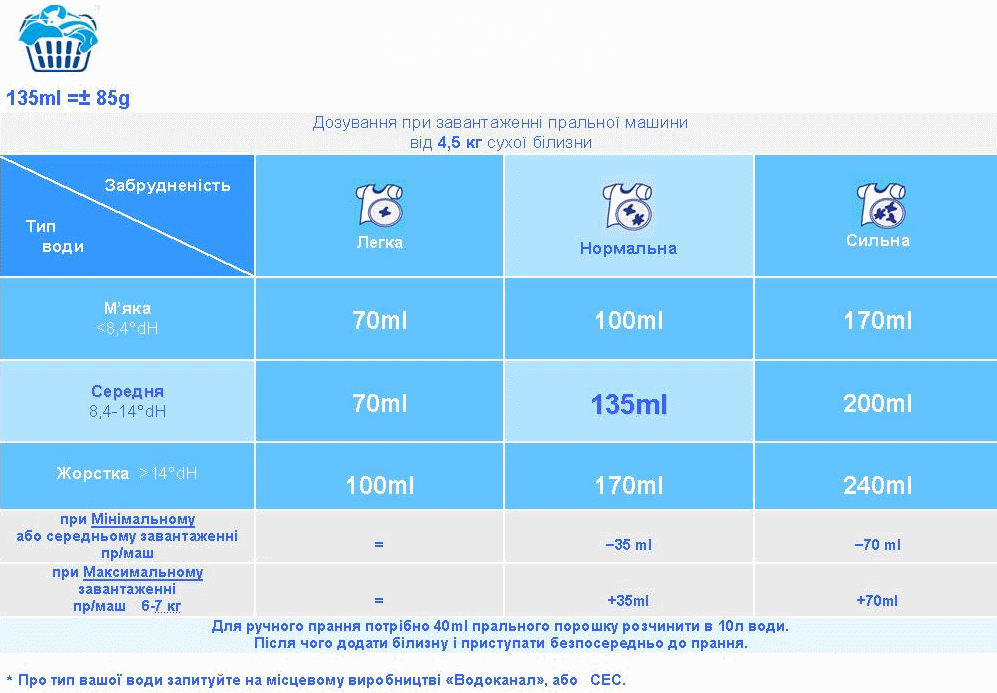 135ml =± 85g
Дозування при завантаженні пральної машини
від 4,5 кг сухої білизни
Забрудненість
Тип
води
Легка
Нормальна
Сильна
М'яка
<8,4°dH
70ml
100ml
170ml
Середня
8,4-14°dH
70ml
135ml
200ml
Жорстка >14°dH
100ml
170ml
240ml
при Мінімальному
або середньому завантаженні
пр/маш
=
–35 ml
–70 ml
при Максимальному
завантаженні
пр/маш 6-7 кг
=
+35ml
+70ml
Для ручного прання потрібно 40ml прального порошку розчинити в 10л води.
Після чого додати білизну і приступати безпосередньо до прання.
* Про тип вашої води запитуйте на місцевому виробництві «Водоканал», або СЕС.